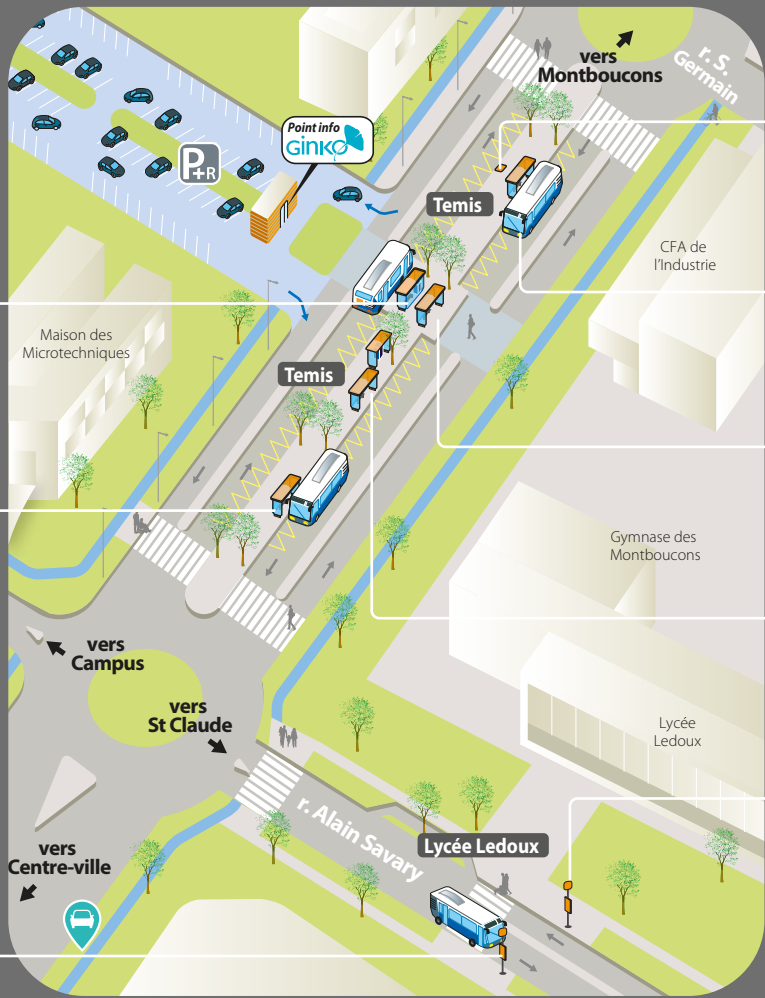 vers
Montboucons
r. S.
Germain
Point info
GINKO
P+R
Temis
CFA de
l'Industrie
Maison des
Microtechniques
Temis
Gymnase des
Montboucons
vers
Campus
vers
St Claude
Lycée
Ledoux
r. Alain Savary
Lycée Ledoux
vers
Centre-ville